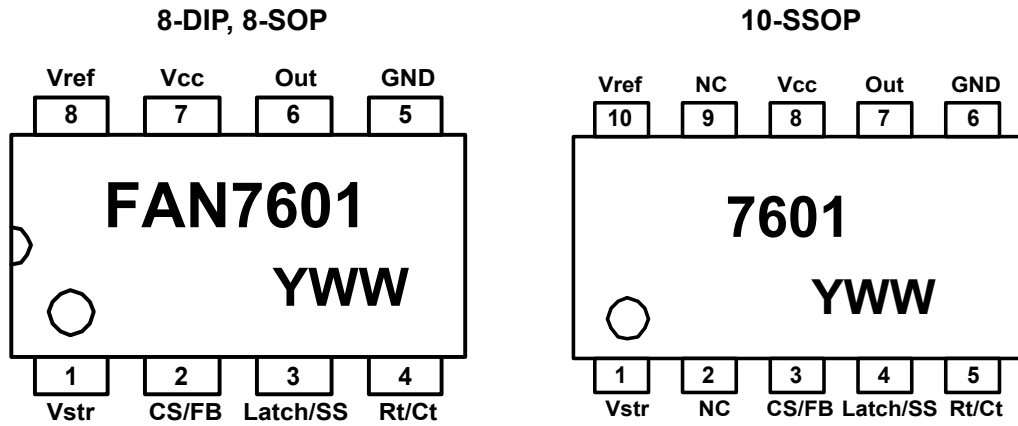 8-DIP, 8-SOP
Vref Vcc Out GND
8 7 6 5
FAN7601
YWW
1 2 3 4
Vstr CS/FB Latch/SS Rt/Ct
10-SSOP
Vref NC Vcc Out GND
10 9 8 7 6
7601
YWW
1 2 3 4 5
Vstr NC CS/FB Latch/SS Rt/Ct